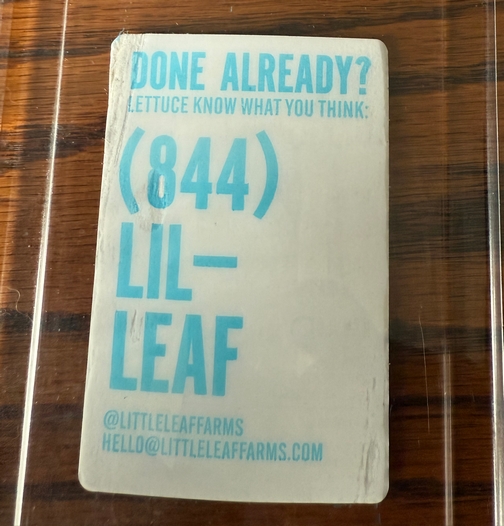 DONE ALREADY?
LETTUCE KNOW WHAT YOU THINK:
(844)
LIL–
LEAF
@LITTLELEAFFARMS
HELLO@LITTLELEAFFARMS.COM